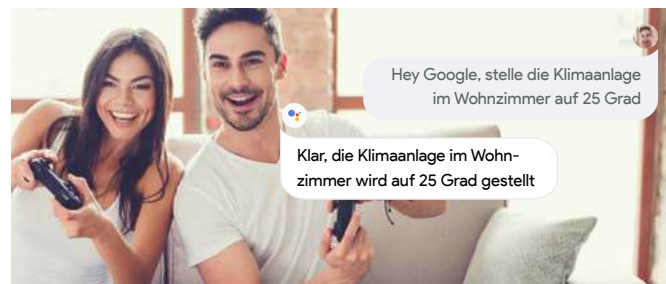 Hey Google, stelle die Klimaanlage
im Wohnzimmer auf 25 Grad
Klar, die Klimaanlage im Wohn-
zimmer wird auf 25 Grad gestellt